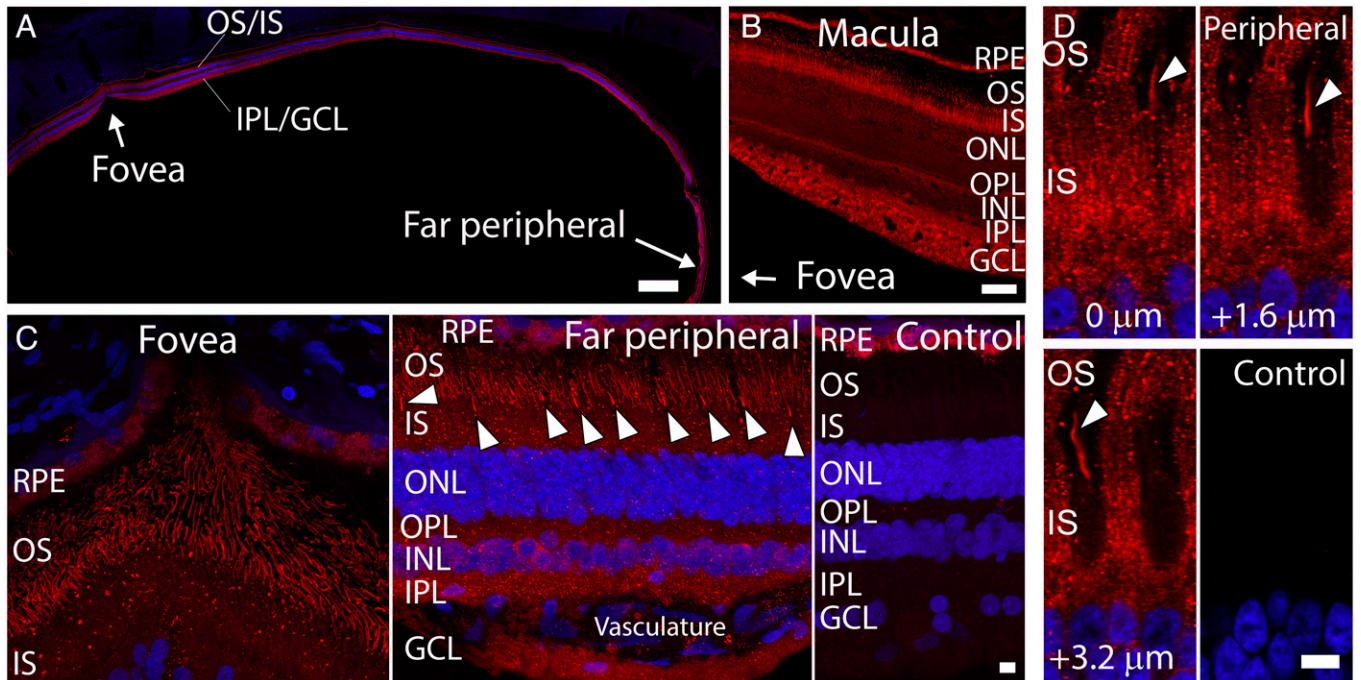 A
OS/IS
IPL/GCL
Fovea
Far peripheral
B
Macula
RPE
OS
IS
ONL
OPL
INL
IPL
GCL
Fovea
C
Fovea
RPE
OS
IS
RPE
Far peripheral
OS
IS
ONL
OPL
INL
IPL
Vasculature
GCL
RPE
Control
OS
IS
ONL
OPL
INL
IPL
GCL
D
OS
IS
0 μm
Peripheral
+1.6 μm
OS
IS
+3.2 μm
Control